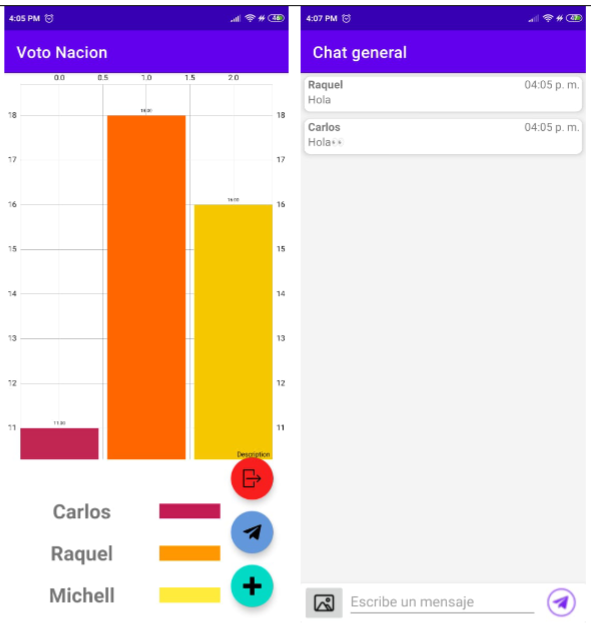 4:05 PM
Voto Nacion
0.0 0.5 1.0 1.5 2.0
18 18
17 17
16 16
15 15
14 14
13 13
12 12
11 11
18,00
16,00
11,00
Description
Carlos
Raquel
Michell
4:07 PM
Chat general
Raquel 04:05 p. m.
Hola
Carlos 04:05 p. m.
Hola
Escribe un mensaje